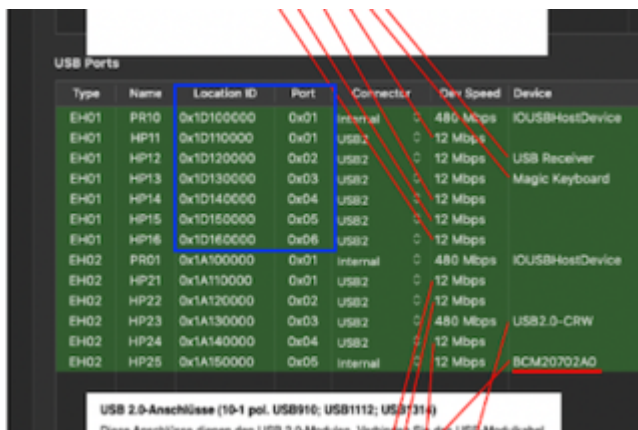 USB Ports
Type Name Location ID Port Connector Dev Speed Device
EH01 PR10 0x1D100000 0x01 Internal 480 Mbps IOUSBHostDevice
EH01 HP11 0x1D110000 0x01 USB2 12 Mbps
EH01 HP12 0x1D120000 0x02 USB2 12 Mbps USB Receiver
EH01 HP13 0x1D130000 0x03 USB2 12 Mbps Magic Keyboard
EH01 HP14 0x1D140000 0x04 USB2 12 Mbps
EH01 HP15 0x1D150000 0x05 USB2 12 Mbps
EH01 HP16 0x1D160000 0x06 USB2 12 Mbps
EH02 PR01 0x1A100000 0x01 Internal 480 Mbps IOUSBHostDevice
EH02 HP21 0x1A110000 0x01 USB2 12 Mbps
EH02 HP22 0x1A120000 0x02 USB2 12 Mbps
EH02 HP23 0x1A130000 0x03 USB2 480 Mbps USB2.0-CRW
EH02 HP24 0x1A140000 0x04 USB2 12 Mbps
EH02 HP25 0x1A150000 0x05 Internal 12 Mbps BCM20702A0
USB 2.0-Anschlüsse (10-1 pol. USB910; USB1112; USB1314)